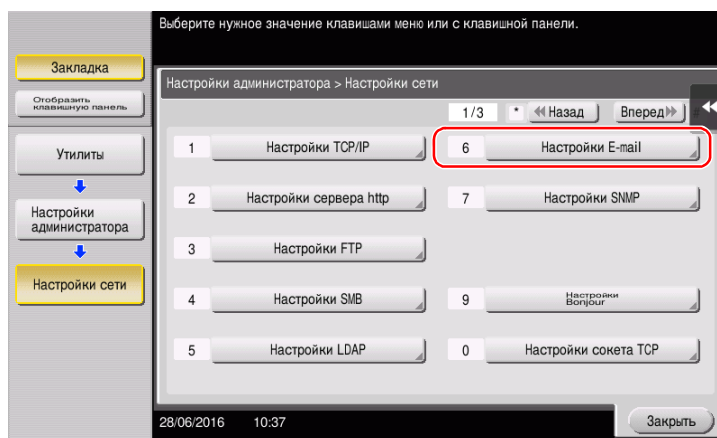 Выберите нужное значение клавишами меню или с клавишной панели.
Закладка
Отобразить
клавишную панель
Утилиты
Настройки
администратора
Настройки сети
Настройки администратора > Настройки сети
1/3 * Назад Вперед #
1 Настройки TCP/IP
6 Настройки E-mail
2 Настройки сервера http
7 Настройки SNMP
3 Настройки FTP
4 Настройки SMB
9 Настройки
Bonjour
5 Настройки LDAP
0 Настройки сокета TCP
28/06/2016 10:37
Закрыть